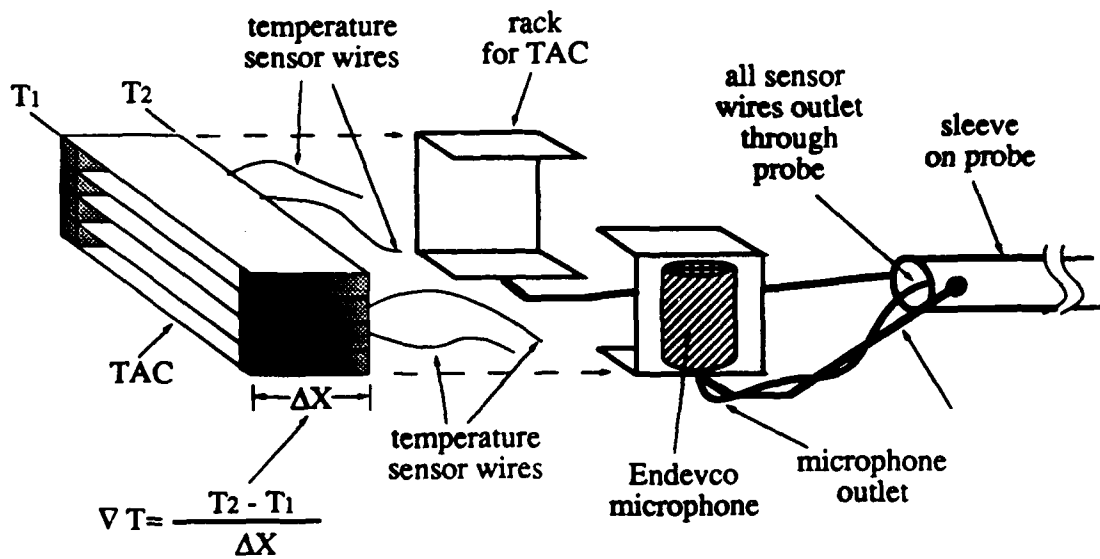 temperature
sensor wires
rack
for TAC
all sensor
wires outlet
through
probe
sleeve
on probe
T1
T2
TAC
ΔX
temperature
sensor wires
Endevco
microphone
microphone
outlet
∇ T= T2 - T1
ΔX